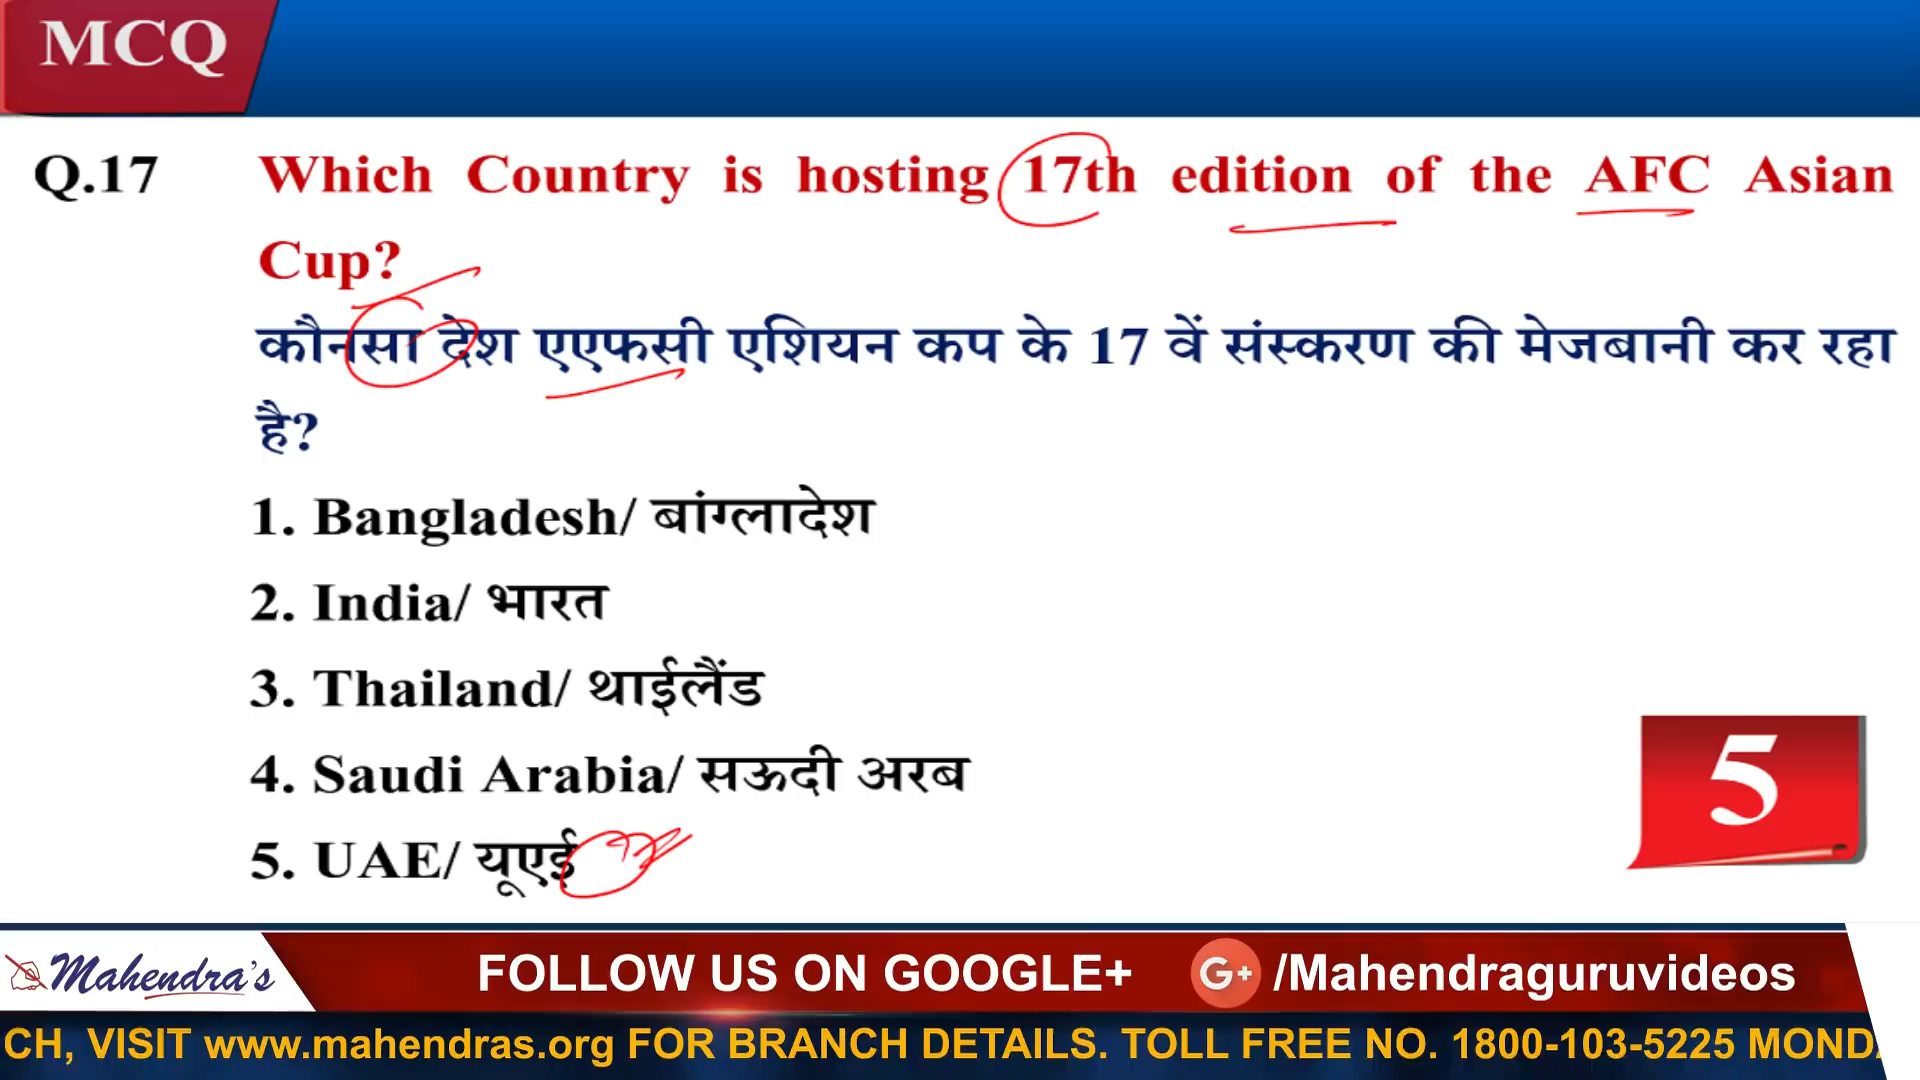 MCQ
Q.17 Which Country is hosting 17th edition of the AFC Asian
Cup?
कौनसा देश एएफसी एशियन कप के 17 वें संस्करण की मेजबानी कर रहा
है?
1. Bangladesh/ बांग्लादेश
2. India/ भारत
3. Thailand/ थाईलैंड
4. Saudi Arabia/ सऊदी अरब
5. UAE/ यूएई
5
Mahendra's
FOLLOW US ON GOOGLE+ G+ /Mahendraguruvideos
CH, VISIT www.mahendras.org FOR BRANCH DETAILS. TOLL FREE NO. 1800-103-5225 MONDA